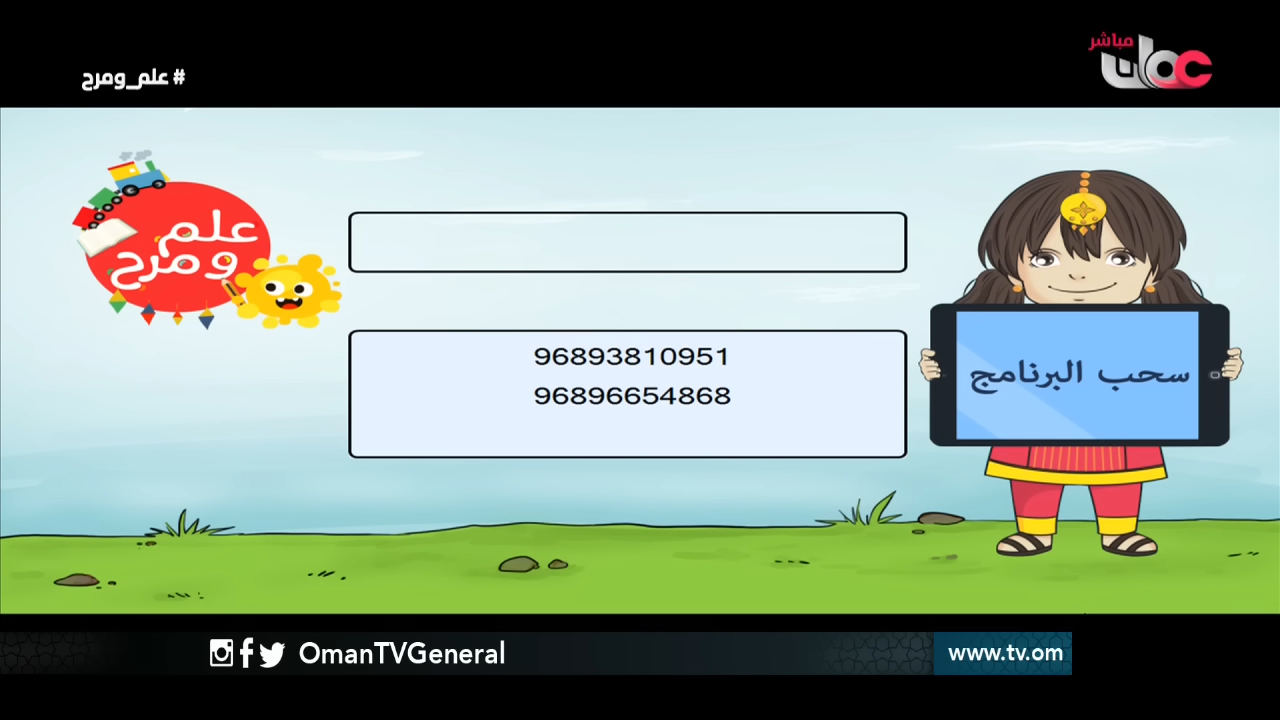 مباشر
# علم_ومرح
علم
ومرح
96893810951
96896654868
سحب البرنامج
OmanTVGeneral
www.tv.om